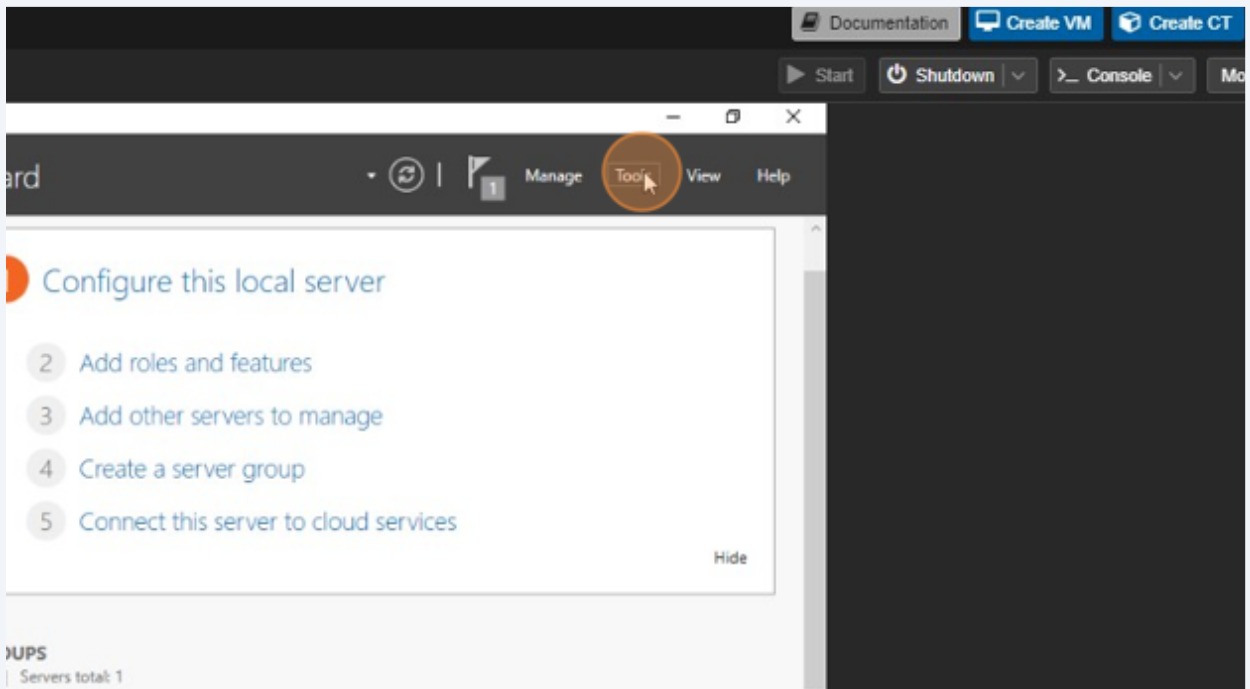 Documentation Create VM Create CT
Start Shutdown >_ Console Mo
ard 1 Manage Tools View Help
Configure this local server
2 Add roles and features
3 Add other servers to manage
4 Create a server group
5 Connect this server to cloud services
Hide
OUPS
Servers total: 1